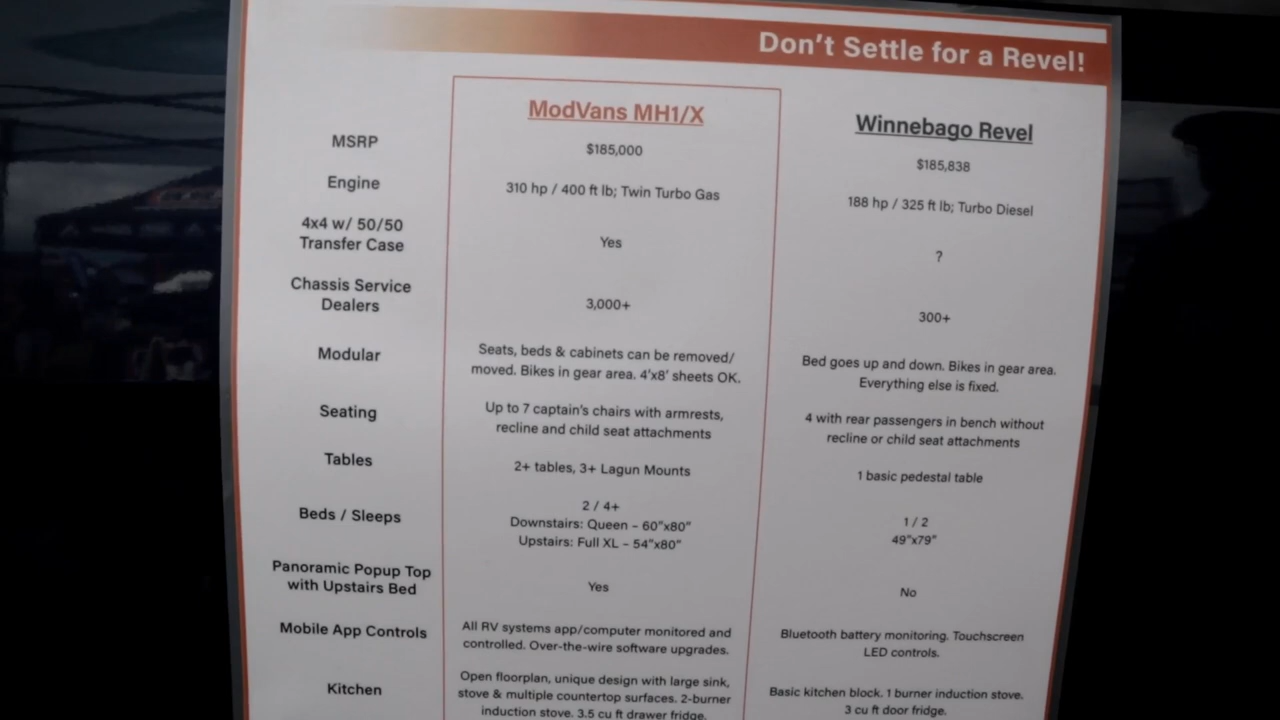 Don't Settle for a Revel!
ModVans MH1/X
Winnebago Revel
MSRP
$185,000
$185,838
Engine
310 hp / 400 ft lb; Twin Turbo Gas
188 hp / 325 ft lb; Turbo Diesel
4x4 w/ 50/50
Transfer Case
Yes
?
Chassis Service
Dealers
3,000+
300+
Modular
Seats, beds & cabinets can be removed/
moved. Bikes in gear area. 4'x8' sheets OK.
Bed goes up and down. Bikes in gear area.
Everything else is fixed.
Seating
Up to 7 captain's chairs with armrests,
recline and child seat attachments
4 with rear passengers in bench without
recline or child seat attachments
Tables
2+ tables, 3+ Lagun Mounts
1 basic pedestal table
Beds / Sleeps
2 / 4+
Downstairs: Queen – 60"x80"
Upstairs: Full XL – 54"x80"
1 / 2
49"x79"
Panoramic Popup Top
with Upstairs Bed
Yes
No
Mobile App Controls
All RV systems app/computer monitored and
controlled. Over-the-wire software upgrades.
Bluetooth battery monitoring. Touchscreen
LED controls.
Kitchen
Open floorplan, unique design with large sink,
stove & multiple countertop surfaces. 2-burner
induction stove. 3.5 cu ft drawer fridge.
Basic kitchen block. 1 burner induction stove.
3 cu ft door fridge.